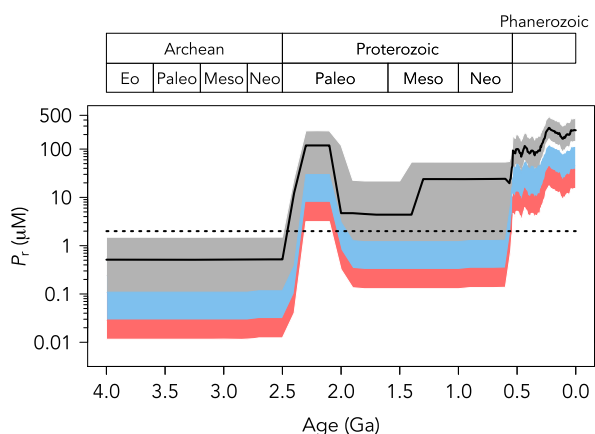 Phanerozoic
Archean Proterozoic
Eo Paleo Meso Neo Paleo Meso Neo
500
100
10
1
0.1
0.01
Pr (μM)
4.0 3.5 3.0 2.5 2.0 1.5 1.0 0.5 0.0
Age (Ga)